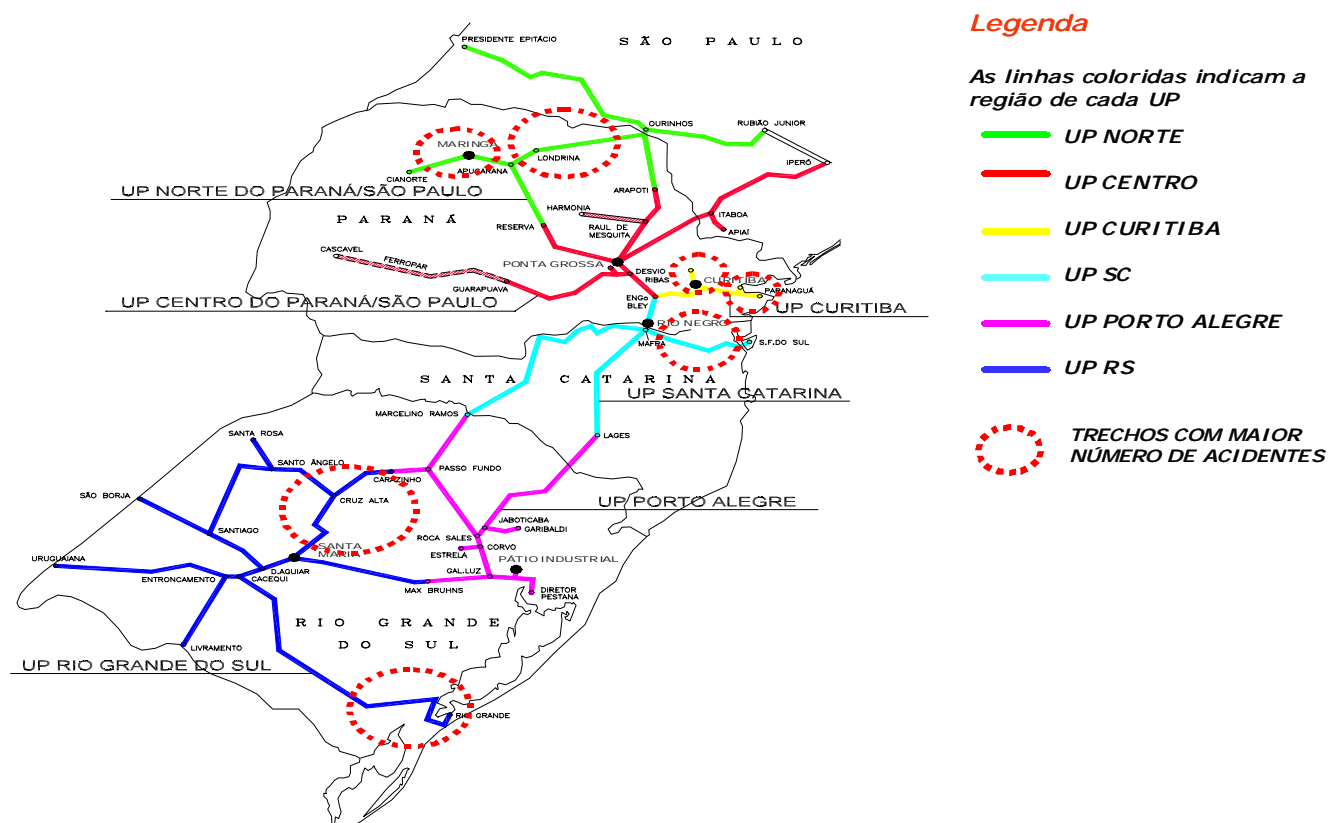 PRESIDENTE EPITÁCIO
SÃO PAULO
OURINHOS
RUBIÃO JUNIOR
MARINGÁ
LONDRINA
IPERÓ
CIANORTE
APUCARANA
UP NORTE DO PARANÁ/SÃO PAULO
ARAPOTI
HARMONIA
PARANÁ
RESERVA
RAUL DE
MESQUITA
ITABOA
APIAÍ
CASCAVEL
FERROPAR
PONTA GROSSA
DESVIO
RIBAS
CURITIBA
GUARAPUAVA
PARANAGUÁ
UP CENTRO DO PARANÁ/SÃO PAULO
ENGº
BLEY
UP CURITIBA
RIO NEGRO
MAFRA
S.F.DO SUL
SANTA CATARINA
UP SANTA CATARINA
MARCELINO RAMOS
LAGES
SANTA ROSA
SANTO ÂNGELO
PASSO FUNDO
CARAZINHO
SÃO BORJA
CRUZ ALTA
UP PORTO ALEGRE
SANTIAGO
JABOTICABA
GARIBALDI
ROCA SALES
SANTA
MARIA
ESTRELA
CORVO
URUGUAIANA
PÁTIO INDUSTRIAL
D.AGUIAR
GAL.LUZ
ENTRONCAMENTO
CACEQUI
MAX BRUHNS
DIRETOR
PESTANA
RIO GRANDE
DO SUL
LIVRAMENTO
UP RIO GRANDE DO SUL
RIO GRANDE
Legenda
As linhas coloridas indicam a
região de cada UP
UP NORTE
UP CENTRO
UP CURITIBA
UP SC
UP PORTO ALEGRE
UP RS
TRECHOS COM MAIOR
NÚMERO DE ACIDENTES